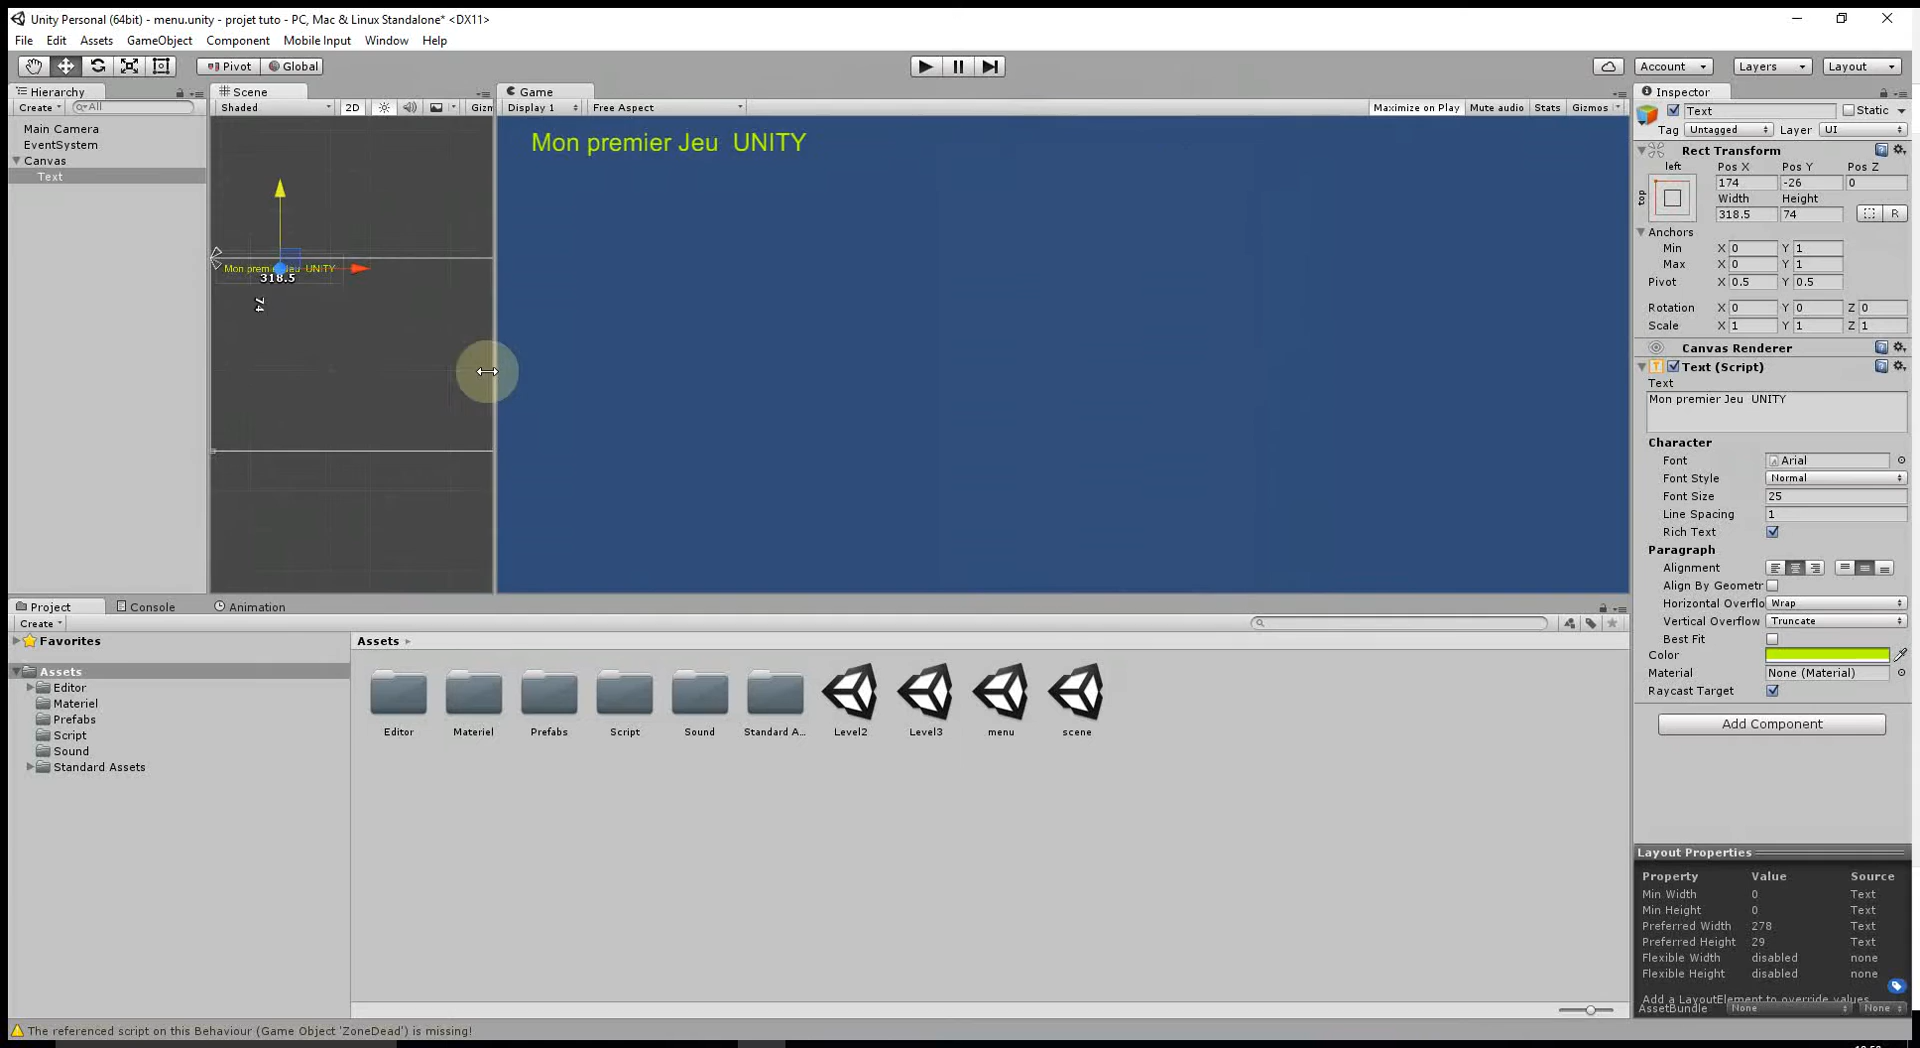 Unity Personal (64bit) - menu.unity - projet tuto - PC, Mac & Linux Standalone* <DX11>
File Edit Assets GameObject Component Mobile Input Window Help
Pivot Global Account Layers Layout
Hierarchy
Create All
Main Camera
EventSystem
Canvas
Text
Scene
Shaded 2D Gizn
Mon prem eu UNITY
318.5
74
Game
Display 1 Free Aspect Maximize on Play Mute audio Stats Gizmos
Mon premier Jeu UNITY
Inspector
Text Static
Tag Untagged Layer UI
Rect Transform
left Pos X Pos Y Pos Z
top 174 -26 0
Width Height
318.5 74 R
Anchors
Min X 0 Y 1
Max X 0 Y 1
Pivot X 0.5 Y 0.5
Rotation X 0 Y 0 Z 0
Scale X 1 Y 1 Z 1
Canvas Renderer
Text (Script)
Text
Mon premier Jeu UNITY
Character
Font Arial
Font Style Normal
Font Size 25
Line Spacing 1
Rich Text
Paragraph
Alignment
Align By Geometr
Horizontal Overflo Wrap
Vertical Overflow Truncate
Best Fit
Color
Material None (Material)
Raycast Target
Add Component
Layout Properties
Property Value Source
Min Width 0 Text
Min Height 0 Text
Preferred Width 278 Text
Preferred Height 29 Text
Flexible Width disabled none
Flexible Height disabled none
Add a LayoutElement to override values
AssetBundle None None
Project Console Animation
Create
Favorites
Assets
Editor
Materiel
Prefabs
Script
Sound
Standard Assets
Assets
Editor Materiel Prefabs Script Sound Standard A... Level2 Level3 menu scene
The referenced script on this Behaviour (Game Object 'ZoneDead') is missing!